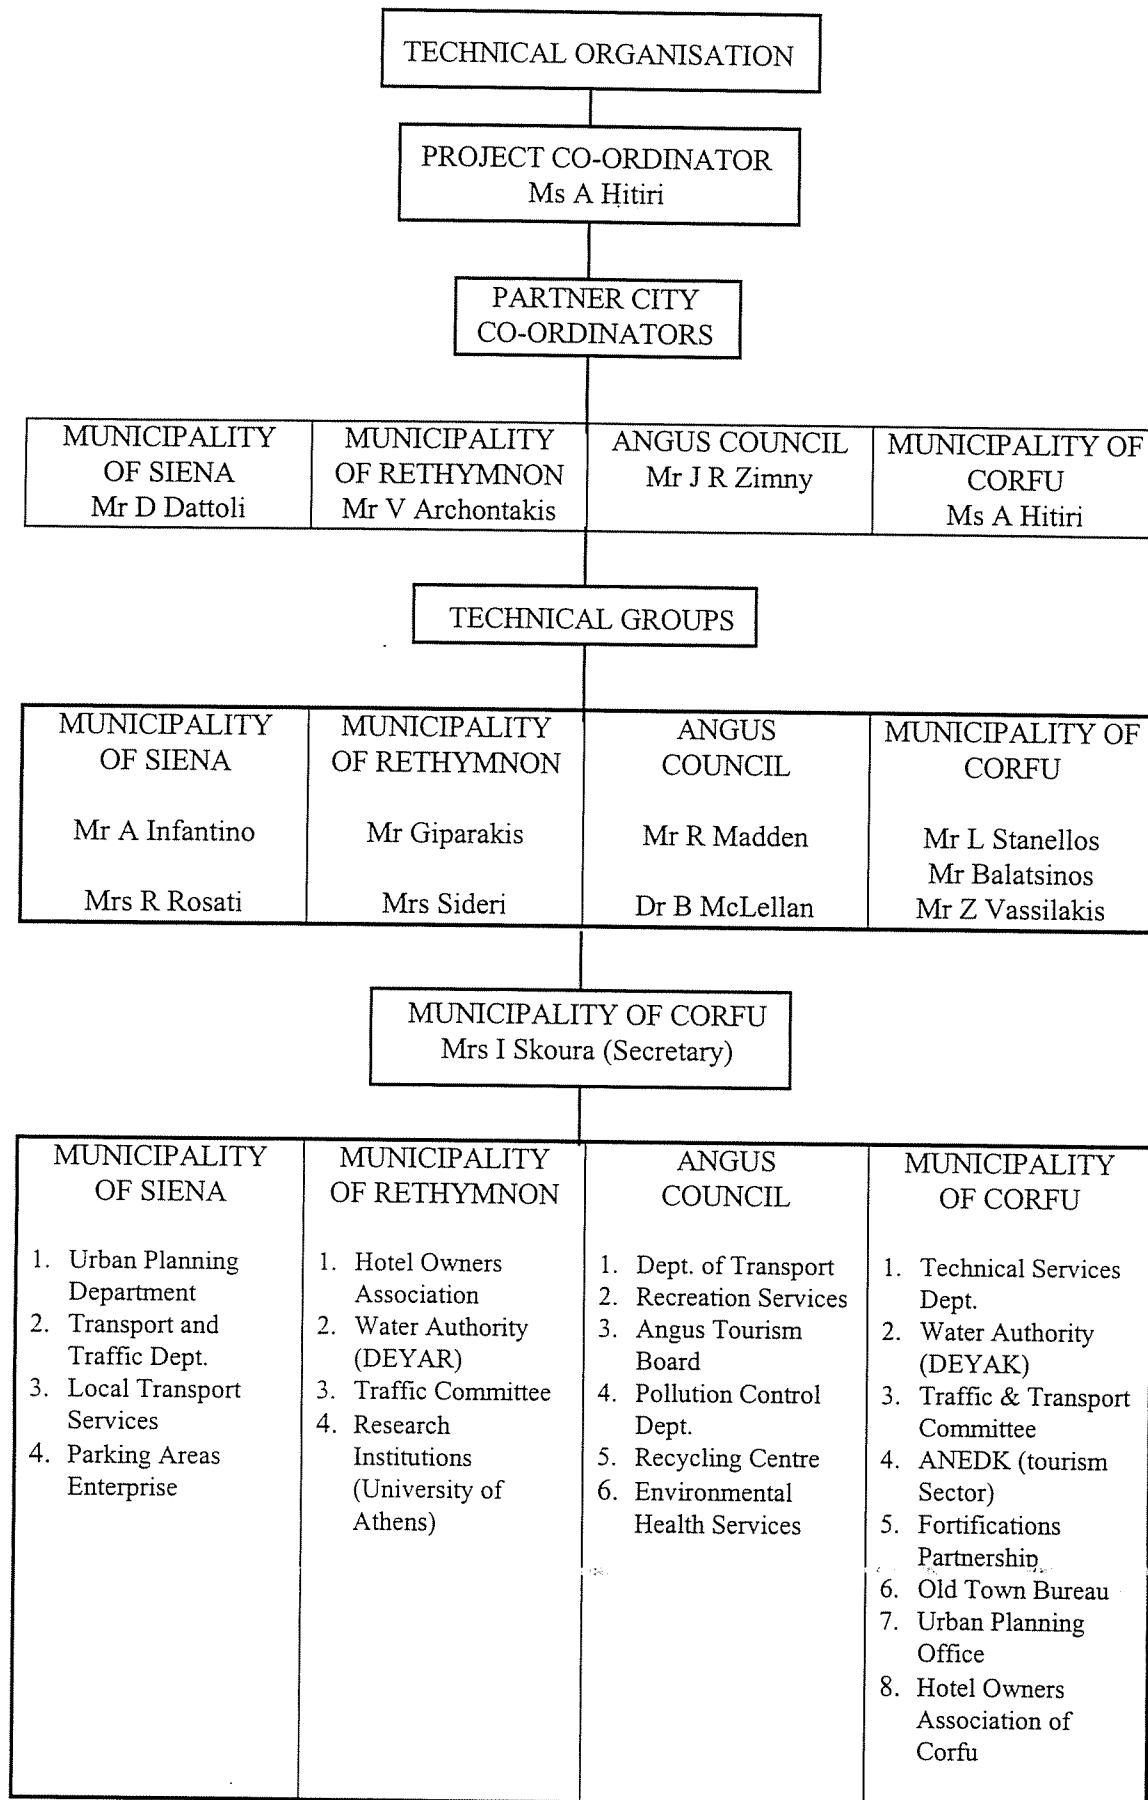 TECHNICAL ORGANISATION
PROJECT CO-ORDINATOR
Ms A Hitiri
PARTNER CITY
CO-ORDINATORS
MUNICIPALITY
OF SIENA
Mr D Dattoli
MUNICIPALITY
OF RETHYMNON
Mr V Archontakis
ANGUS COUNCIL
Mr J R Zimny
MUNICIPALITY OF
CORFU
Ms A Hitiri
TECHNICAL GROUPS
MUNICIPALITY
OF SIENA
Mr A Infantino
Mrs R Rosati
MUNICIPALITY
OF RETHYMNON
Mr Giparakis
Mrs Sideri
ANGUS
COUNCIL
Mr R Madden
Dr B McLellan
MUNICIPALITY OF
CORFU
Mr L Stanellos
Mr Balatsinos
Mr Z Vassilakis
MUNICIPALITY OF CORFU
Mrs I Skoura (Secretary)
MUNICIPALITY
OF SIENA
1. Urban Planning
Department
2. Transport and
Traffic Dept.
3. Local Transport
Services
4. Parking Areas
Enterprise
MUNICIPALITY
OF RETHYMNON
1. Hotel Owners
Association
2. Water Authority
(DEYAR)
3. Traffic Committee
4. Research
Institutions
(University of
Athens)
ANGUS
COUNCIL
1. Dept. of Transport
2. Recreation Services
3. Angus Tourism
Board
4. Pollution Control
Dept.
5. Recycling Centre
6. Environmental
Health Services
MUNICIPALITY
OF CORFU
1. Technical Services
Dept.
2. Water Authority
(DEYAK)
3. Traffic & Transport
Committee
4. ANEDK (tourism
Sector)
5. Fortifications
Partnership
6. Old Town Bureau
7. Urban Planning
Office
8. Hotel Owners
Association of
Corfu